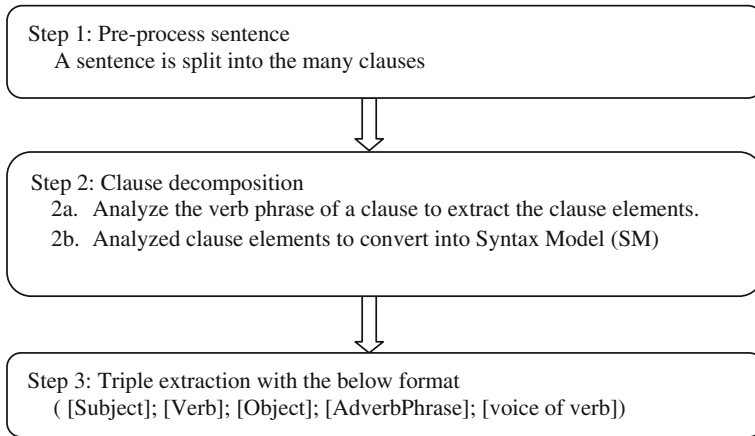 Step 1: Pre-process sentence
A sentence is split into the many clauses
Step 2: Clause decomposition
2a. Analyze the verb phrase of a clause to extract the clause elements.
2b. Analyzed clause elements to convert into Syntax Model (SM)
Step 3: Triple extraction with the below format
( [Subject]; [Verb]; [Object]; [AdverbPhrase]; [voice of verb])